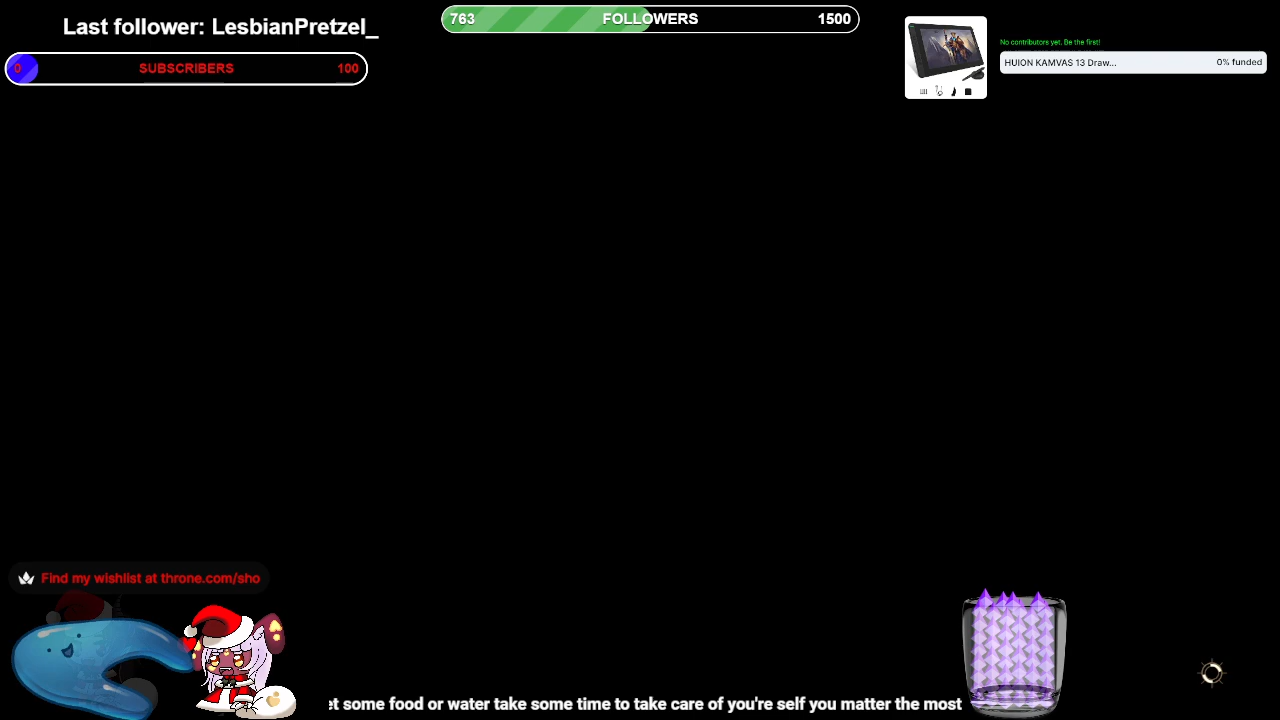 Last follower: LesbianPretzel_
763 FOLLOWERS 1500
0 SUBSCRIBERS 100
No contributors yet. Be the first!
HUION KAMVAS 13 Draw... 0% funded
Find my wishlist at throne.com/sho
et some food or water take some time to take care of you're self you matter the most